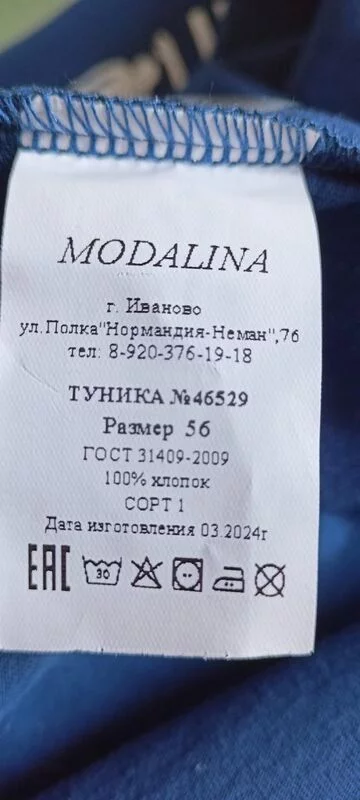 MODALINA
г. Иваново
ул.Полка"Нормандия-Неман",76
тел: 8-920-376-19-18
ТУНИКА №46529
Размер 56
ГОСТ 31409-2009
100% хлопок
СОРТ 1
Дата изготовления 03.2024г
ЕАС 30